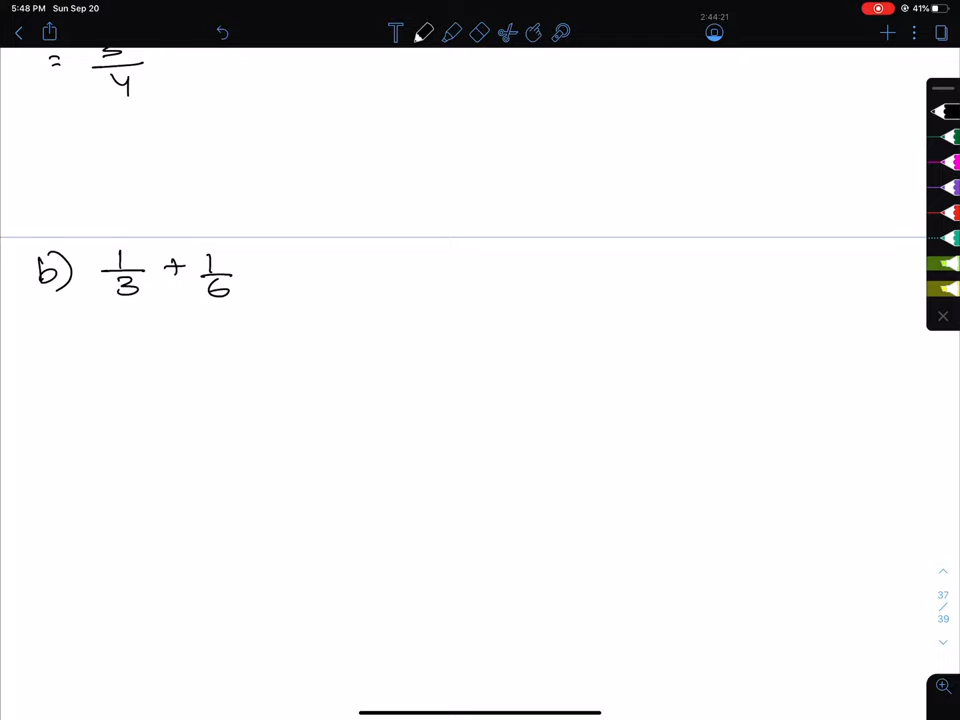 5:48 PM Sun Sep 20
41%
2:44:21
T
= 3/4
b) 1/3 + 1/6
37
/
39